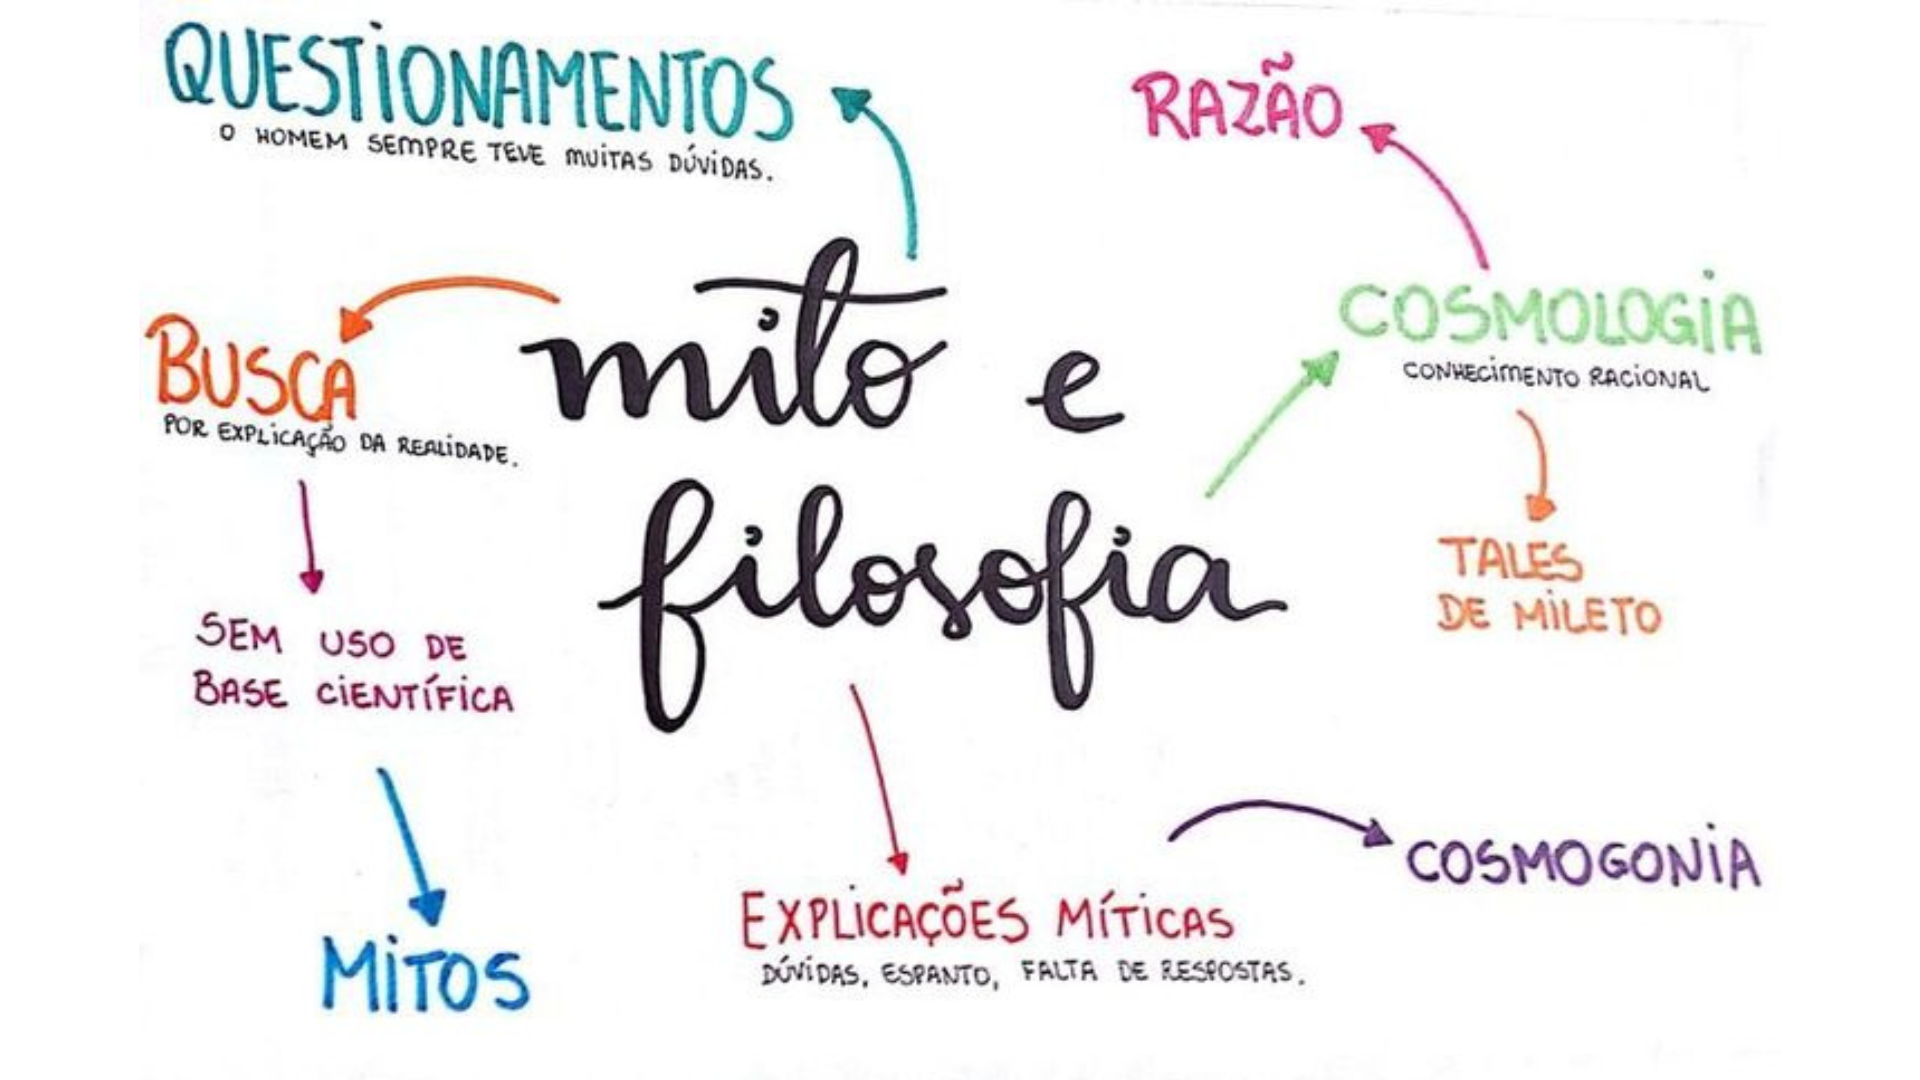 QUESTIONAMENTOS
O HOMEM SEMPRE TEVE MUITAS DÚVIDAS.
RAZÃO
BUSCA
POR EXPLICAÇÃO DA REALIDADE.
mito e
filosofia
COSMOLOGIA
CONHECIMENTO RACIONAL
TALES
DE MILETO
SEM USO DE
BASE CIENTÍFICA
MITOS
EXPLICAÇÕES MÍTICAS
DÚVIDAS, ESPANTO, FALTA DE RESPOSTAS.
COSMOGONIA